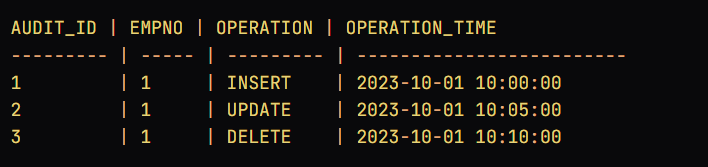 AUDIT_ID | EMPNO | OPERATION | OPERATION_TIME
--------- | ----- | --------- | -------------------------
1         | 1     | INSERT    | 2023-10-01 10:00:00
2         | 1     | UPDATE    | 2023-10-01 10:05:00
3         | 1     | DELETE    | 2023-10-01 10:10:00